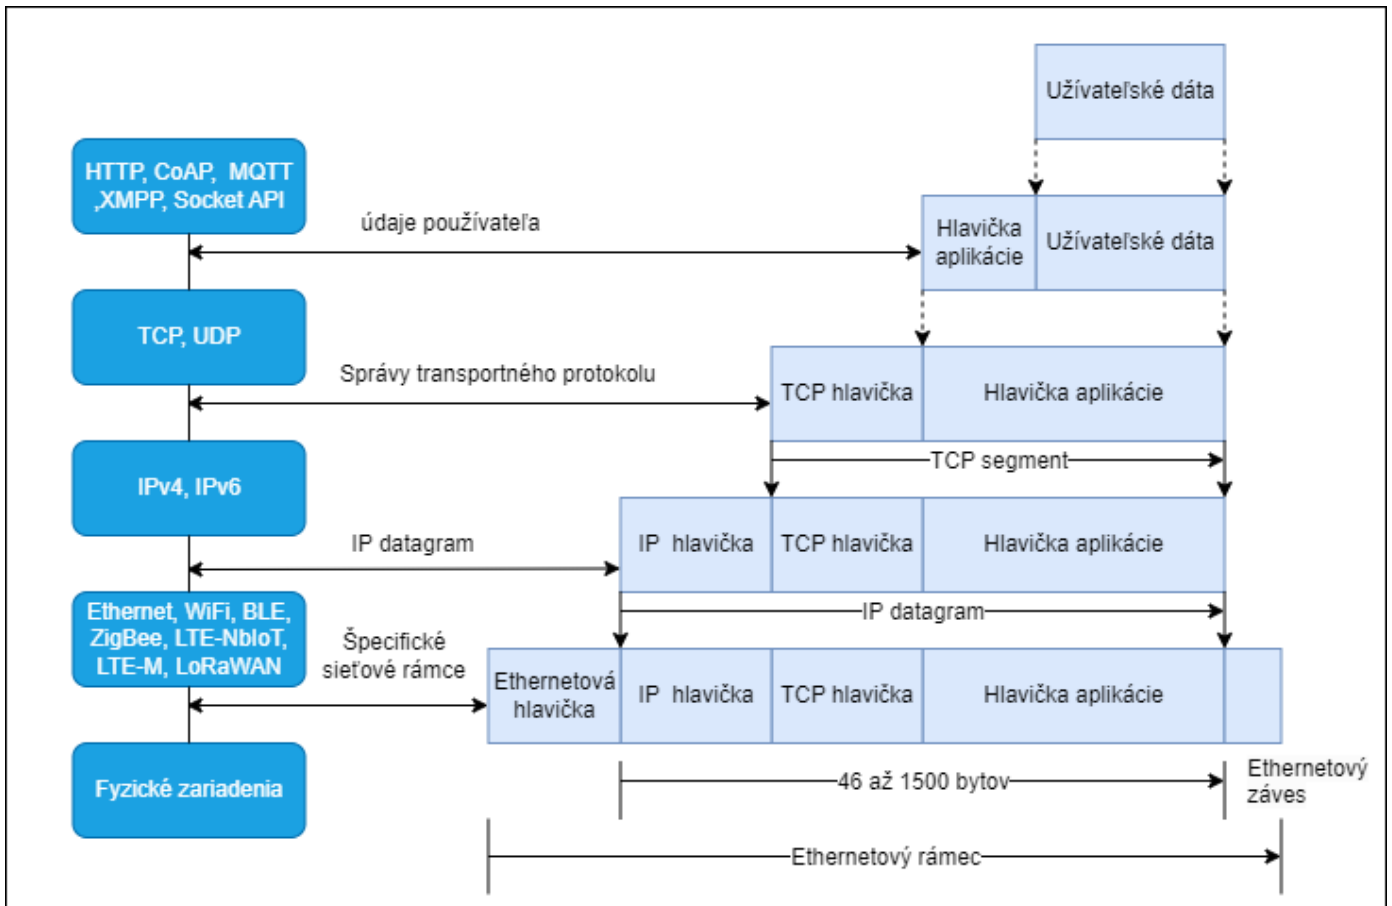 Užívateľské dáta
HTTP, CoAP,  MQTT
,XMPP, Socket API
údaje používateľa
Hlavička
aplikácie
Užívateľské dáta
TCP, UDP
Správy transportného protokolu
TCP hlavička
Hlavička aplikácie
TCP segment
IPv4, IPv6
IP datagram
IP  hlavička
TCP hlavička
Hlavička aplikácie
IP datagram
Ethernet, WiFi, BLE,
ZigBee, LTE-NbIoT,
LTE-M, LoRaWAN
Špecifické
sieťové rámce
Ethernetová
hlavička
IP  hlavička
TCP hlavička
Hlavička aplikácie
Fyzické zariadenia
46 až 1500 bytov
Ethernetový
záves
Ethernetový rámec